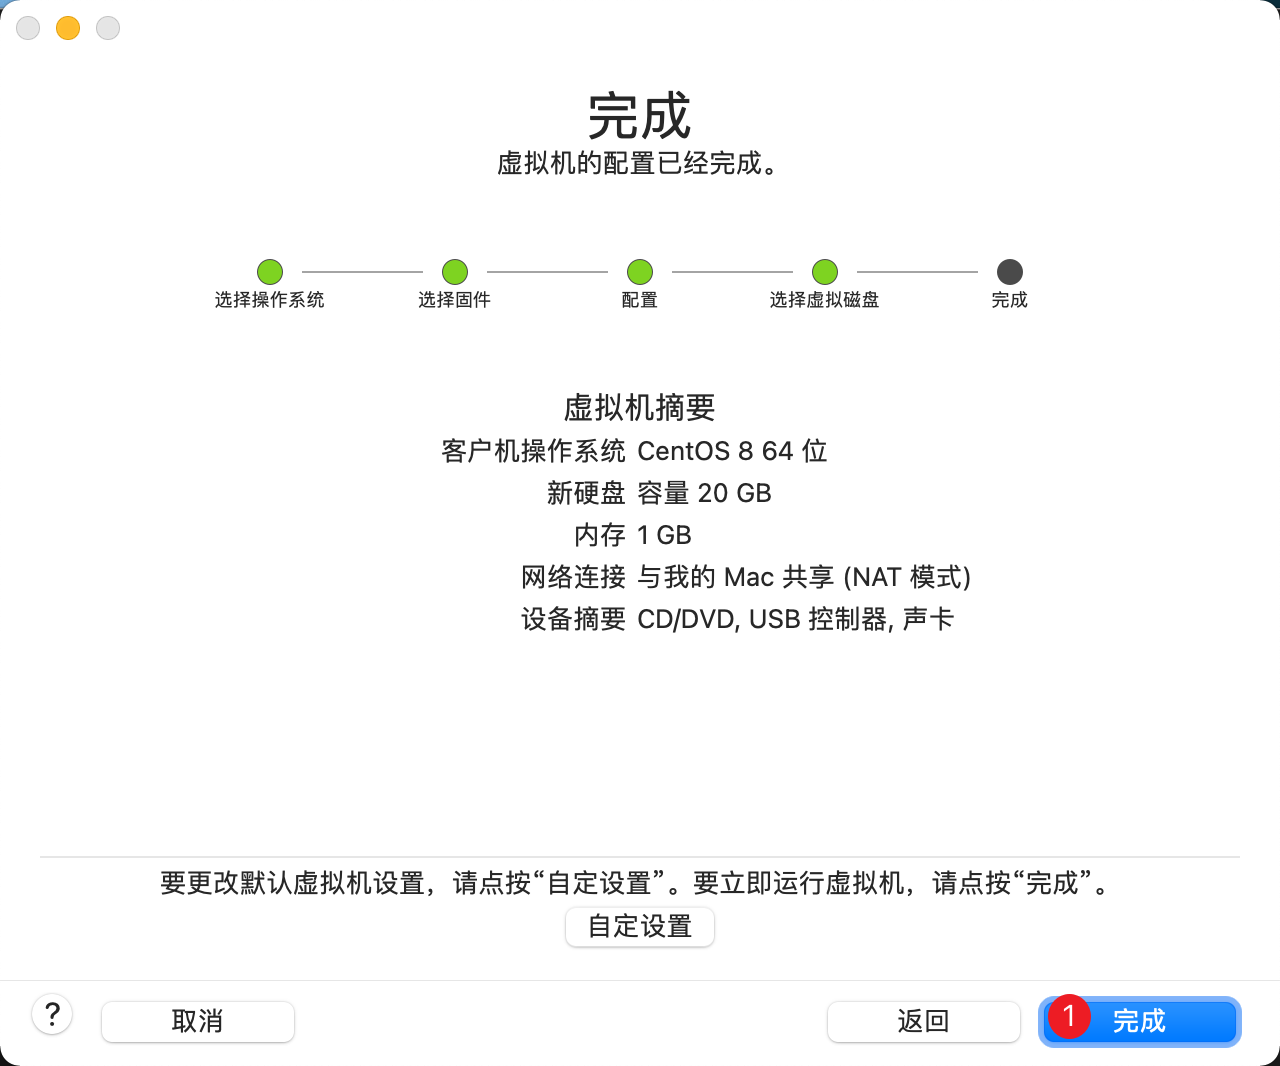 完成
虚拟机的配置已经完成。
选择操作系统 选择固件 配置 选择虚拟磁盘 完成
虚拟机摘要
客户机操作系统 CentOS 8 64 位
新硬盘 容量 20 GB
内存 1 GB
网络连接 与我的 Mac 共享 (NAT 模式)
设备摘要 CD/DVD, USB 控制器, 声卡
要更改默认虚拟机设置，请点按“自定设置”。要立即运行虚拟机，请点按“完成”。
自定设置
? 取消 返回 1 完成